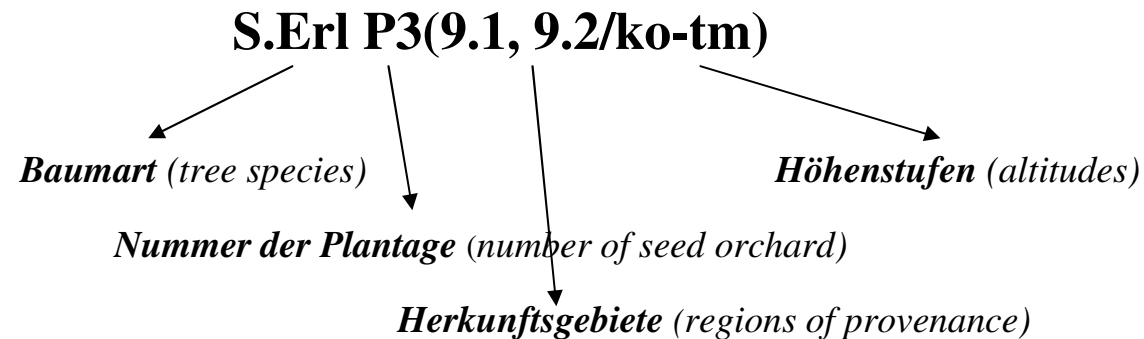 S.Erl P3(9.1, 9.2/ko-tm)
Baumart (tree species)
Höhenstufen (altitudes)
Nummer der Plantage (number of seed orchard)
Herkunftsgebiete (regions of provenance)